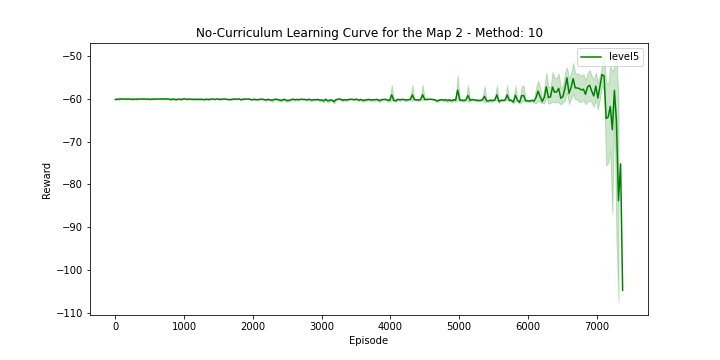 No-Curriculum Learning Curve for the Map 2 - Method: 10
level5
−50
−60
−70
−80
−90
−100
−110
Reward
0 1000 2000 3000 4000 5000 6000 7000
Episode